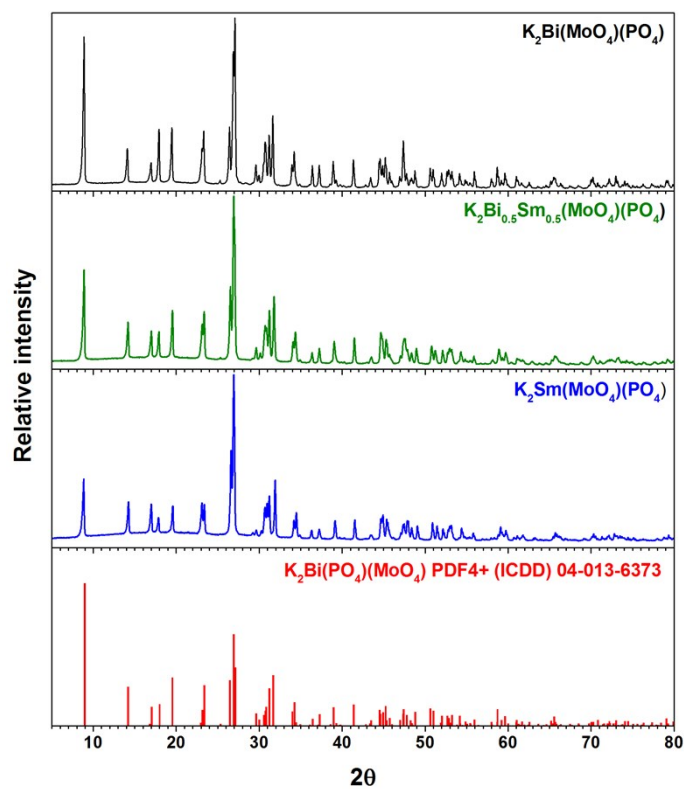 K₂Bi(MoO₄)(PO₄)
K₂Bi₀.₅Sm₀.₅(MoO₄)(PO₄)
K₂Sm(MoO₄)(PO₄)
K₂Bi(PO₄)(MoO₄) PDF4+ (ICDD) 04-013-6373
Relative intensity
10 20 30 40 50 60 70 80
2θ